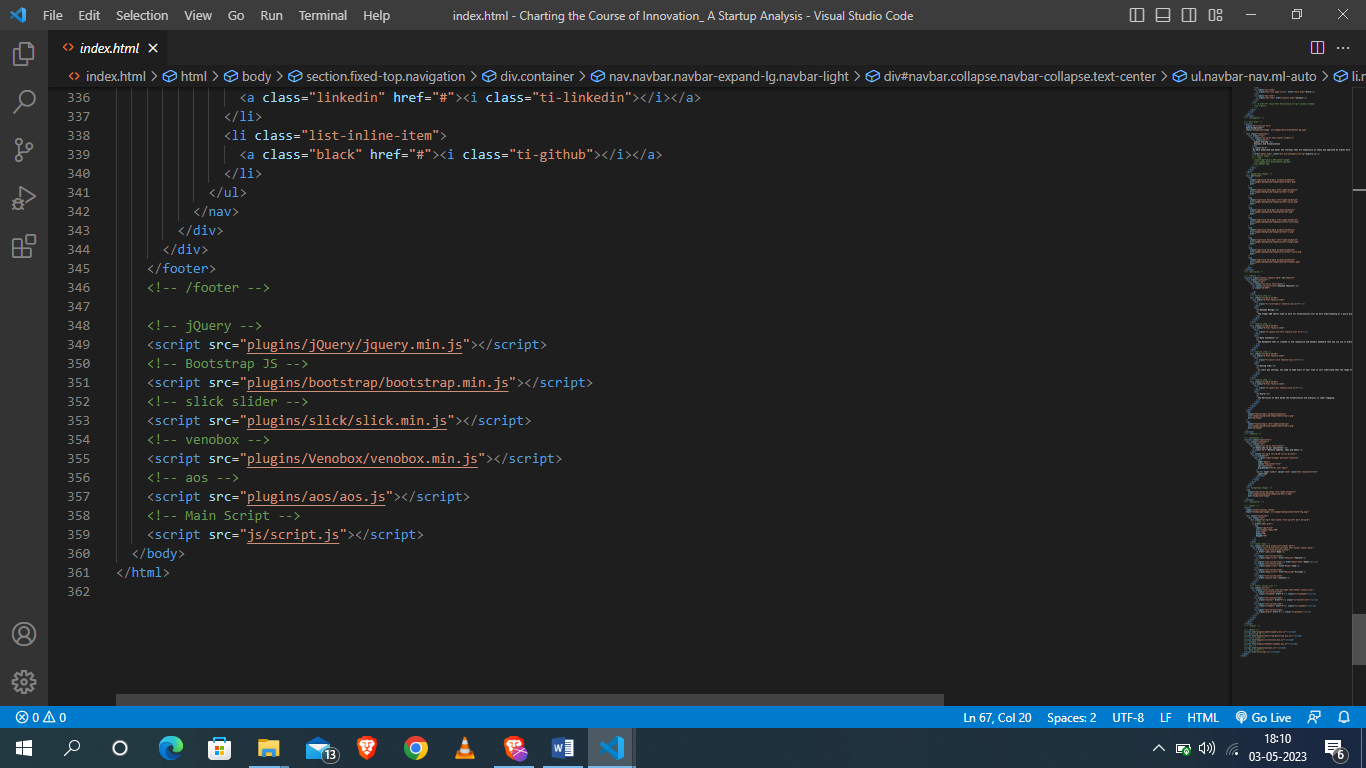 File Edit Selection View Go Run Terminal Help index.html - Charting the Course of Innovation_ A Startup Analysis - Visual Studio Code
<> index.html
<> index.html > html > body > section.fixed-top.navigation > div.container > nav.navbar.navbar-expand-lg.navbar-light > div#navbar.collapse.navbar-collapse.text-center > ul.navbar-nav.ml-auto > li.n
336 <a class="linkedin" href="#"><i class="ti-linkedin"></i></a>
337 </li>
338 <li class="list-inline-item">
339 <a class="black" href="#"><i class="ti-github"></i></a>
340 </li>
341 </ul>
342 </nav>
343 </div>
344 </div>
345 </footer>
346 <!-- /footer -->
347
348 <!-- jQuery -->
349 <script src="plugins/jQuery/jquery.min.js"></script>
350 <!-- Bootstrap JS -->
351 <script src="plugins/bootstrap/bootstrap.min.js"></script>
352 <!-- slick slider -->
353 <script src="plugins/slick/slick.min.js"></script>
354 <!-- venobox -->
355 <script src="plugins/Venobox/venobox.min.js"></script>
356 <!-- aos -->
357 <script src="plugins/aos/aos.js"></script>
358 <!-- Main Script -->
359 <script src="js/script.js"></script>
360 </body>
361 </html>
362
0 0 Ln 67, Col 20 Spaces: 2 UTF-8 LF HTML Go Live
13 18:10
03-05-2023 6